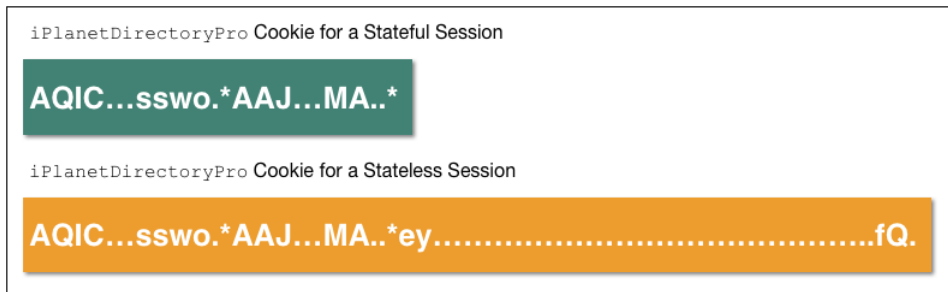 iPlanetDirectoryPro Cookie for a Stateful Session
AQIC...sswo.*AAJ...MA..*
iPlanetDirectoryPro Cookie for a Stateless Session
AQIC...sswo.*AAJ...MA..*ey.............................................fQ.